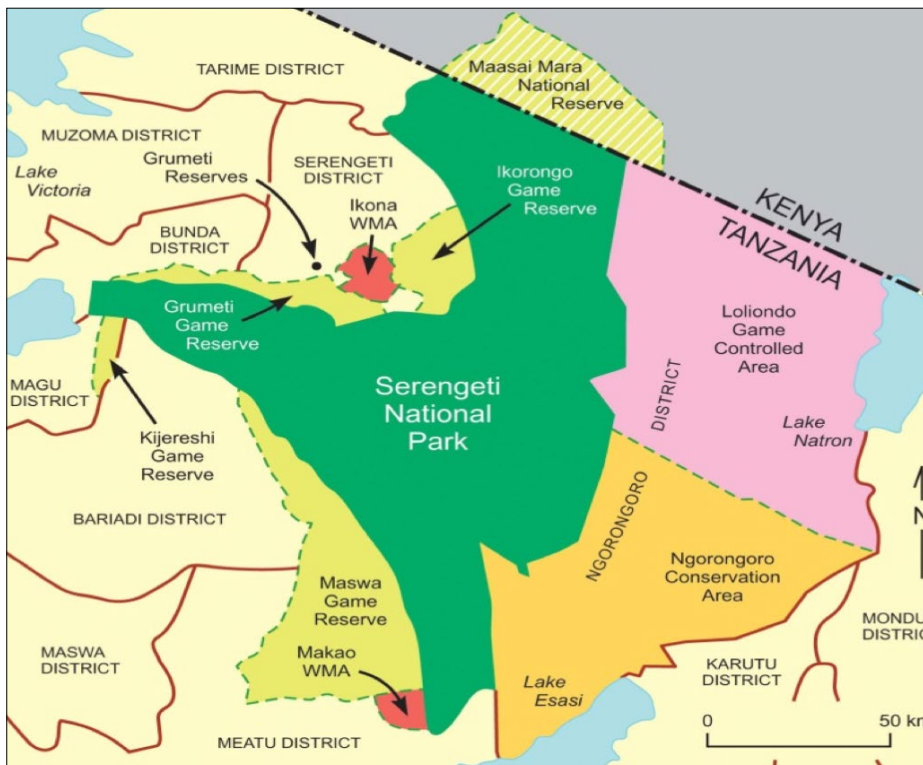 Maasai Mara
National
Reserve
TARIME DISTRICT
MUZOMA DISTRICT
Lake
Victoria
Grumeti
Reserves
SERENGETI
DISTRICT
Ikona
WMA
Ikorongo
Game
Reserve
KENYA
TANZANIA
BUNDA
DISTRICT
Grumeti
Game
Reserve
Loliondo
Game
Controlled
Area
DISTRICT
Lake
Natron
MAGU
DISTRICT
Kijereshi
Game
Reserve
Serengeti
National
Park
BARIADI DISTRICT
N
NGORONGORO
Ngorongoro
Conservation
Area
Maswa
Game
Reserve
MASWA
DISTRICT
Makao
WMA
MONDU
DISTRICT
KARUTU
DISTRICT
Lake
Esasi
MEATU DISTRICT
0 50 km